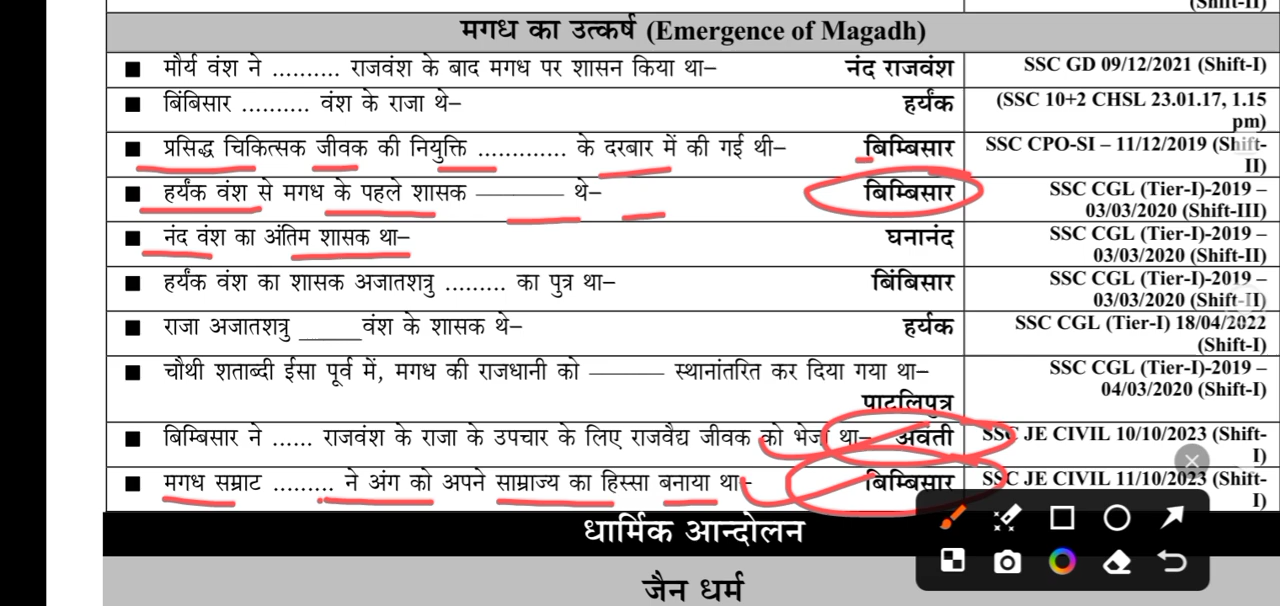 (Shift-II)
मगध का उत्कर्ष (Emergence of Magadh)
■ मौर्य वंश ने .......... राजवंश के बाद मगध पर शासन किया था– नंद राजवंश SSC GD 09/12/2021 (Shift-I)
■ बिंबिसार .......... वंश के राजा थे– हर्यंक (SSC 10+2 CHSL 23.01.17, 1.15
pm)
■ प्रसिद्ध चिकित्सक जीवक की नियुक्ति ............. के दरबार में की गई थी– बिम्बिसार SSC CPO-SI – 11/12/2019 (Shift-
II)
■ हर्यंक वंश से मगध के पहले शासक ________ थे– बिम्बिसार SSC CGL (Tier-I)-2019 –
03/03/2020 (Shift-III)
■ नंद वंश का अंतिम शासक था– घनानंद SSC CGL (Tier-I)-2019 –
03/03/2020 (Shift-II)
■ हर्यंक वंश का शासक अजातशत्रु ......... का पुत्र था– बिंबिसार SSC CGL (Tier-I)-2019 –
03/03/2020 (Shift-II)
■ राजा अजातशत्रु _____ वंश के शासक थे– हर्यक SSC CGL (Tier-I) 18/04/2022
(Shift-I)
■ चौथी शताब्दी ईसा पूर्व में, मगध की राजधानी को ______ स्थानांतरित कर दिया गया था– SSC CGL (Tier-I)-2019 –
पाटलिपुत्र 04/03/2020 (Shift-I)
■ बिम्बिसार ने ...... राजवंश के राजा के उपचार के लिए राजवैद्य जीवक को भेजा था– अवंती SSC JE CIVIL 10/10/2023 (Shift-
I)
■ मगध सम्राट ......... ने अंग को अपने साम्राज्य का हिस्सा बनाया था– बिम्बिसार SSC JE CIVIL 11/10/2023 (Shift-
I)
धार्मिक आन्दोलन
जैन धर्म